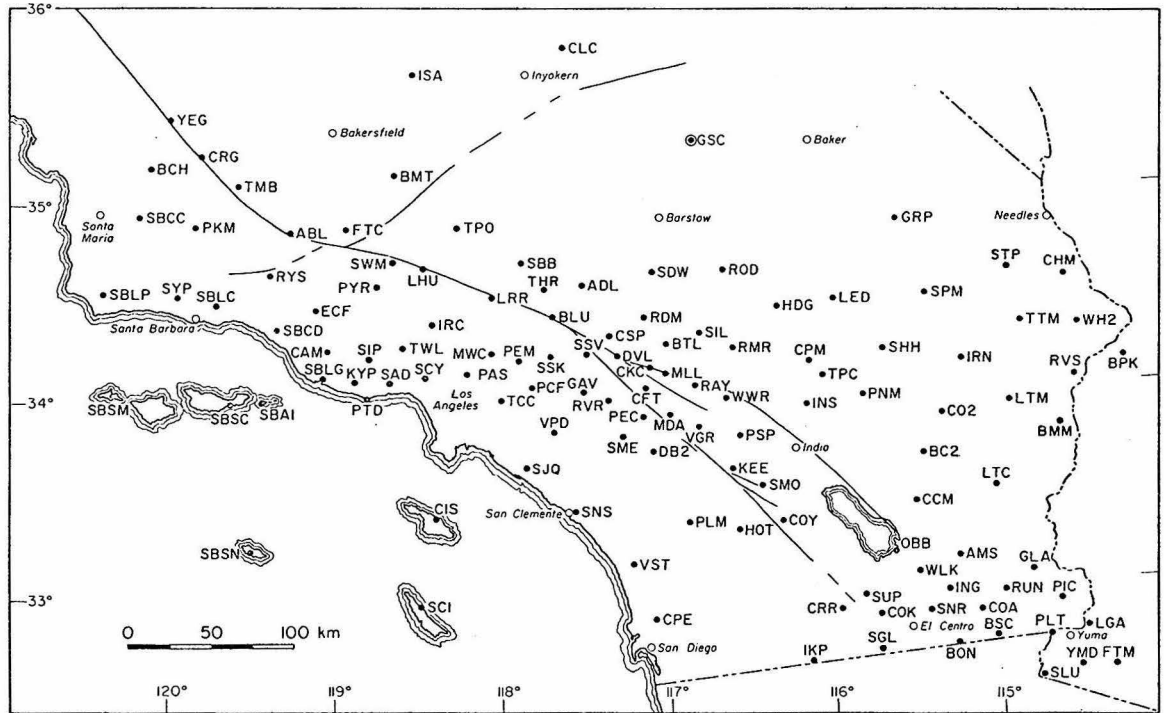 36°
CLC
ISA
Inyokern
YEG
Bakersfield
GSC
Baker
CRG
BCH
BMT
TMB
35°
SBCC
Santa Maria
PKM
ABL
FTC
TPO
Barstow
GRP
Needles
SWM
SBB
STP
CHM
RYS
LHU
SDW
ROD
PYR
THR
ADL
SBLP
SYP
SBLC
LRR
HDG
LED
SPM
Santa Barbara
ECF
BLU
RDM
TTM
WH2
SBCD
IRC
CSP
SIL
SSV
BTL
RMR
CAM
SIP
TWL
MWC
PEM
DVL
CPM
SHH
IRN
RVS
BPK
SSK
CKC
MLL
SBLG
KYP
SAD
SCY
PAS
GAV
RAY
TPC
PCF
CFT
PNM
34°
SBSM
SBSC
SBAI
PTD
Los Angeles
TCC
RVR
WWR
INS
LTM
PEC
CO2
VPD
MDA
BMM
SME
VGR
PSP
DB2
Indio
BC2
SJQ
KEE
LTC
SMO
CCM
CIS
San Clemente
SNS
PLM
HOT
COY
SBSN
OBB
AMS
VST
WLK
GLA
33°
SCI
ING
RUN
PIC
SUP
CPE
CRR
COK
SNR
COA
0 50 100 km
El Centro
BSC
PLT
LGA
San Diego
SGL
BON
Yuma
IKP
YMD
FTM
SLU
120° 119° 118° 117° 116° 115°